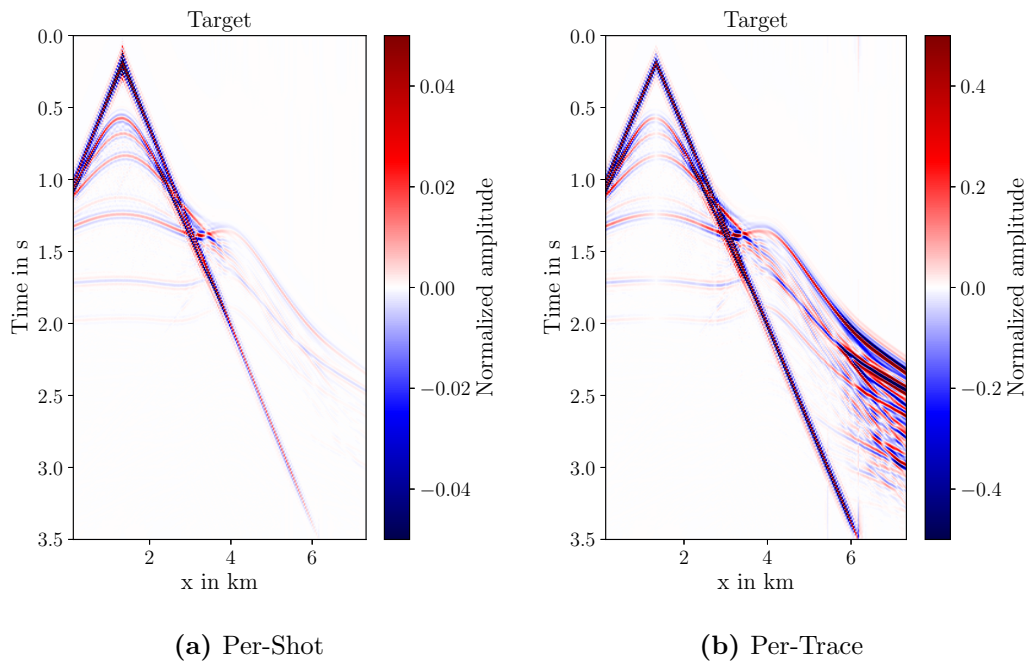 Target
0.0
0.5
1.0
1.5
2.0
2.5
3.0
3.5
Time in s
2 4 6
x in km
0.04
0.02
0.00
−0.02
−0.04
Normalized amplitude
(a) Per-Shot
Target
0.0
0.5
1.0
1.5
2.0
2.5
3.0
3.5
Time in s
2 4 6
x in km
0.4
0.2
0.0
−0.2
−0.4
Normalized amplitude
(b) Per-Trace